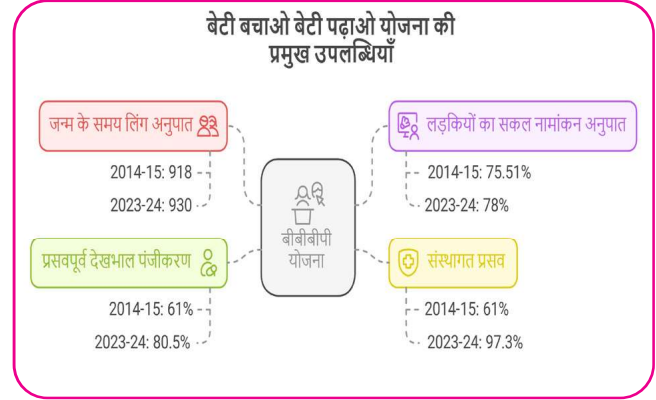 बेटी बचाओ बेटी पढ़ाओ योजना की
प्रमुख उपलब्धियाँ
जन्म के समय लिंग अनुपात
2014-15: 918
2023-24: 930
लड़कियों का सकल नामांकन अनुपात
2014-15: 75.51%
2023-24: 78%
बीबीबीपी
योजना
प्रसवपूर्व देखभाल पंजीकरण
2014-15: 61%
2023-24: 80.5%
संस्थागत प्रसव
2014-15: 61%
2023-24: 97.3%